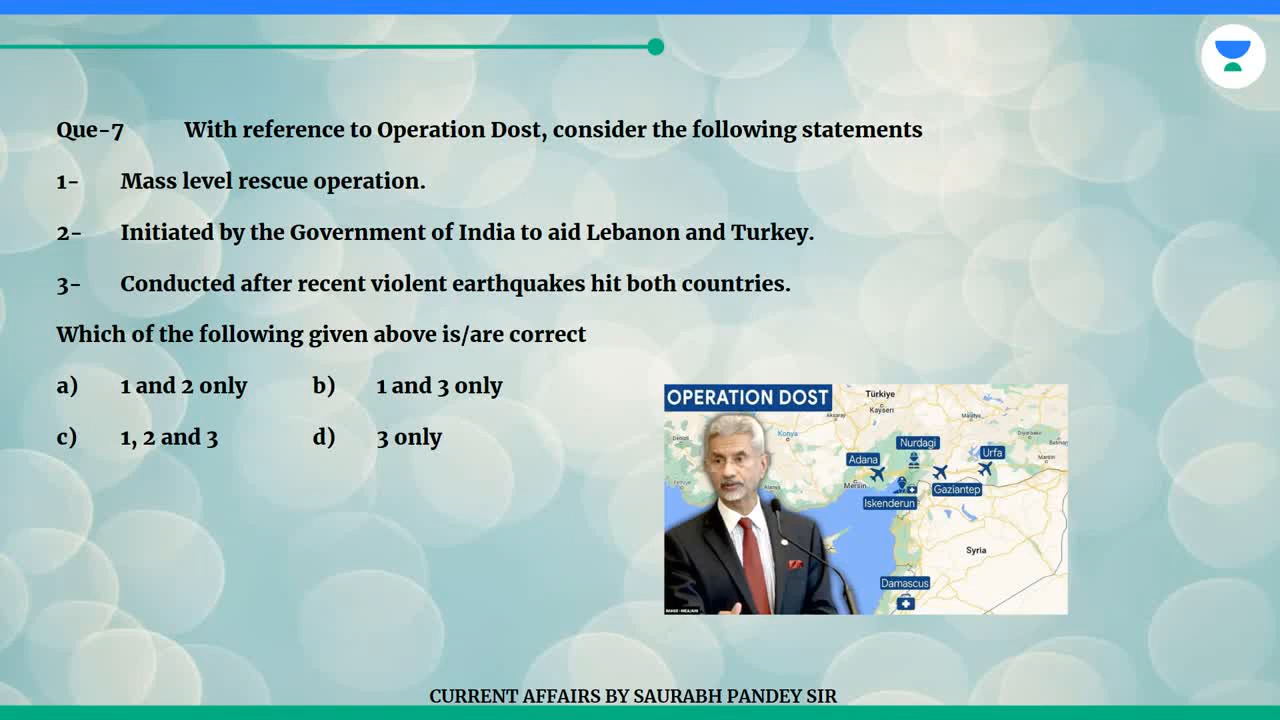 Que-7 With reference to Operation Dost, consider the following statements
1- Mass level rescue operation.
2- Initiated by the Government of India to aid Lebanon and Turkey.
3- Conducted after recent violent earthquakes hit both countries.
Which of the following given above is/are correct
a) 1 and 2 only b) 1 and 3 only
c) 1, 2 and 3 d) 3 only
OPERATION DOST
Türkiye
Kayseri
Aksaray
Konya
Nurdagi
Adana
Urfa
Mersin
Gaziantep
Iskenderun
Alanya
Mardin
Syria
Damascus
CURRENT AFFAIRS BY SAURABH PANDEY SIR